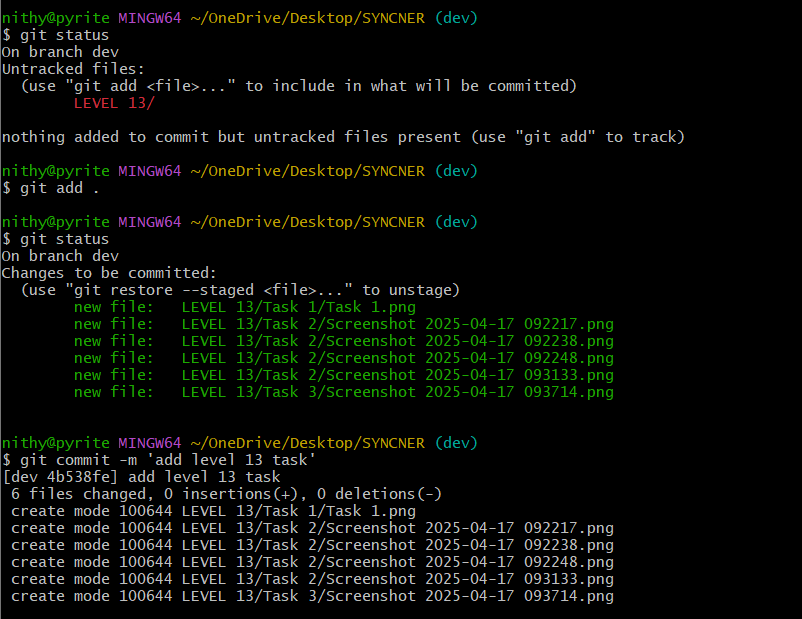 nithy@pyrite MINGW64 ~/OneDrive/Desktop/SYNCNER (dev)
$ git status
On branch dev
Untracked files:
  (use "git add <file>..." to include in what will be committed)
        LEVEL 13/

nothing added to commit but untracked files present (use "git add" to track)

nithy@pyrite MINGW64 ~/OneDrive/Desktop/SYNCNER (dev)
$ git add .

nithy@pyrite MINGW64 ~/OneDrive/Desktop/SYNCNER (dev)
$ git status
On branch dev
Changes to be committed:
  (use "git restore --staged <file>..." to unstage)
        new file:   LEVEL 13/Task 1/Task 1.png
        new file:   LEVEL 13/Task 2/Screenshot 2025-04-17 092217.png
        new file:   LEVEL 13/Task 2/Screenshot 2025-04-17 092238.png
        new file:   LEVEL 13/Task 2/Screenshot 2025-04-17 092248.png
        new file:   LEVEL 13/Task 2/Screenshot 2025-04-17 093133.png
        new file:   LEVEL 13/Task 3/Screenshot 2025-04-17 093714.png

nithy@pyrite MINGW64 ~/OneDrive/Desktop/SYNCNER (dev)
$ git commit -m 'add level 13 task'
[dev 4b538fe] add level 13 task
 6 files changed, 0 insertions(+), 0 deletions(-)
 create mode 100644 LEVEL 13/Task 1/Task 1.png
 create mode 100644 LEVEL 13/Task 2/Screenshot 2025-04-17 092217.png
 create mode 100644 LEVEL 13/Task 2/Screenshot 2025-04-17 092238.png
 create mode 100644 LEVEL 13/Task 2/Screenshot 2025-04-17 092248.png
 create mode 100644 LEVEL 13/Task 2/Screenshot 2025-04-17 093133.png
 create mode 100644 LEVEL 13/Task 3/Screenshot 2025-04-17 093714.png